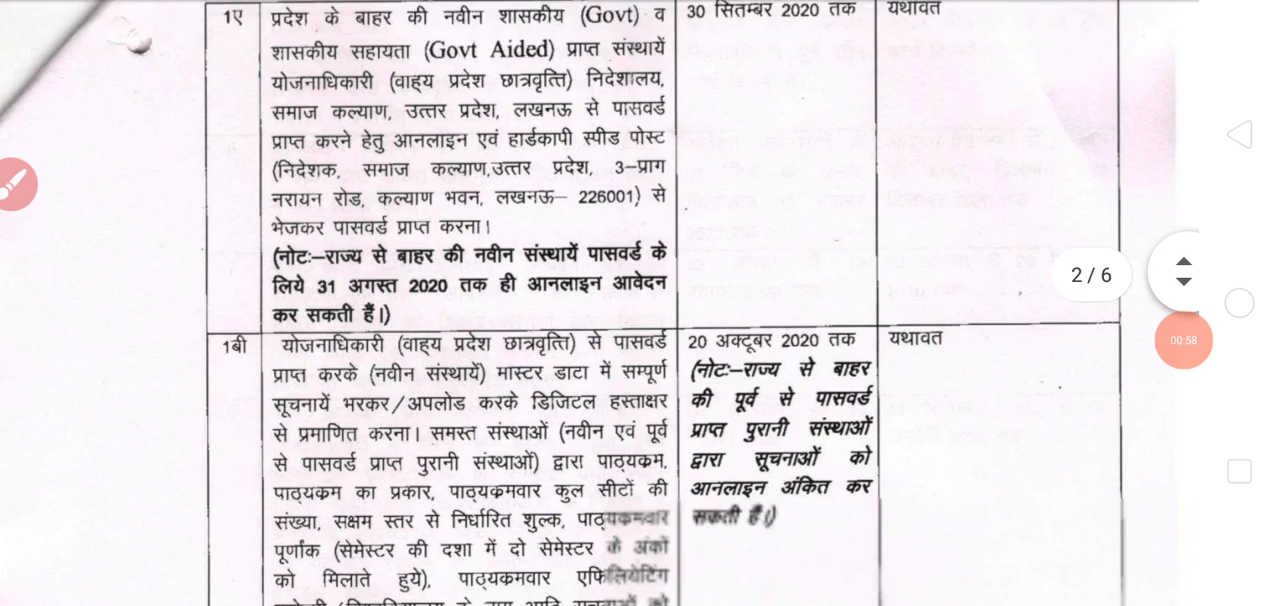 1ए
प्रदेश के बाहर की नवीन शासकीय (Govt) व
शासकीय सहायता (Govt Aided) प्राप्त संस्थायें
योजनाधिकारी (वाह्य प्रदेश छात्रवृत्ति) निदेशालय,
समाज कल्याण, उत्तर प्रदेश, लखनऊ से पासवर्ड
प्राप्त करने हेतु आनलाइन एवं हार्डकापी स्पीड पोस्ट
(निदेशक, समाज कल्याण,उत्तर प्रदेश, 3–प्राग
नरायन रोड, कल्याण भवन, लखनऊ– 226001) से
भेजकर पासवर्ड प्राप्त करना।
(नोटः–राज्य से बाहर की नवीन संस्थायें पासवर्ड के
लिये 31 अगस्त 2020 तक ही आनलाइन आवेदन
कर सकती हैं।)
30 सितम्बर 2020 तक
यथावत
1बी
योजनाधिकारी (वाह्य प्रदेश छात्रवृत्ति) से पासवर्ड
प्राप्त करके (नवीन संस्थायें) मास्टर डाटा में सम्पूर्ण
सूचनायें भरकर/अपलोड करके डिजिटल हस्ताक्षर
से प्रमाणित करना। समस्त संस्थाओं (नवीन एवं पूर्व
से पासवर्ड प्राप्त पुरानी संस्थाओं) द्वारा पाठ्यकम,
पाठ्यकम का प्रकार, पाठ्यकमवार कुल सीटों की
संख्या, सक्षम स्तर से निर्धारित शुल्क, पाठ्यकमवार
पूर्णाक (सेमेस्टर की दशा में दो सेमेस्टर के अंकों
को मिलाते हुये), पाठ्यकमवार एफिलियेटिंग
20 अक्टूबर 2020 तक
(नोटः–राज्य से बाहर
की पूर्व से पासवर्ड
प्राप्त पुरानी संस्थाओं
द्वारा सूचनाओं को
आनलाइन अंकित कर
सकती हैं।)
यथावत
2 / 6
00:58